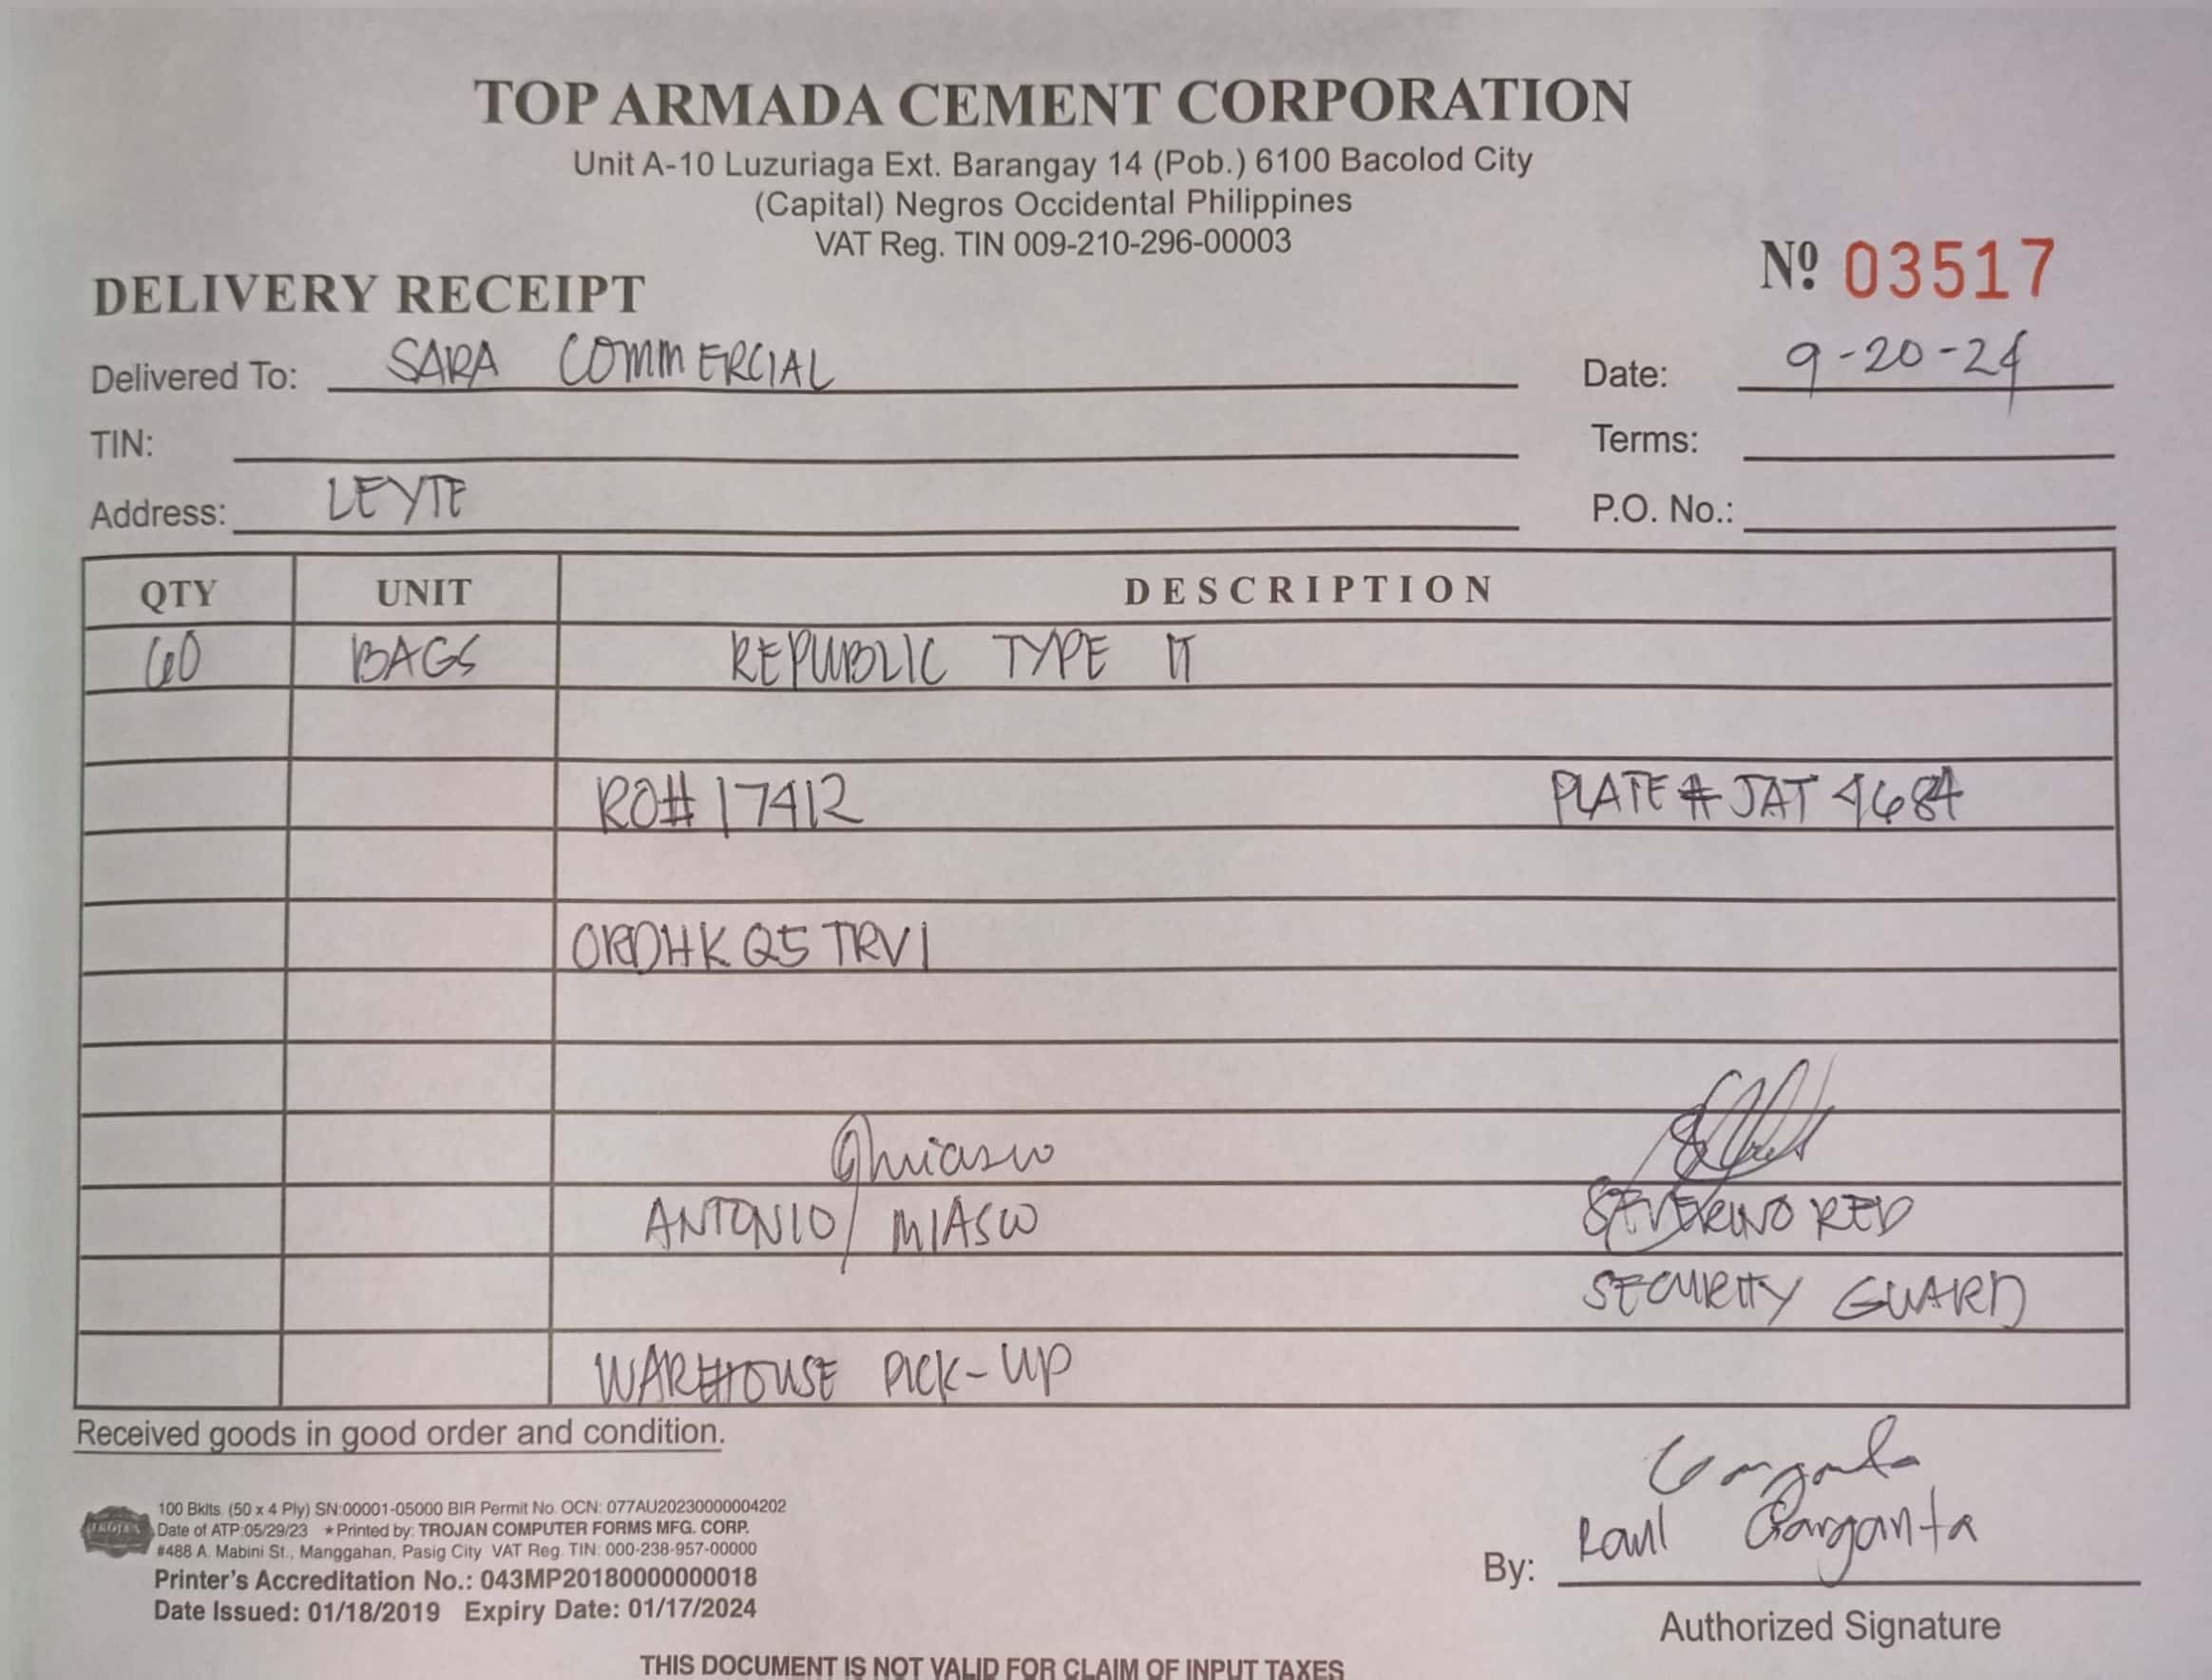 TOP ARMADA CEMENT CORPORATION
Unit A-10 Luzuriaga Ext. Barangay 14 (Pob.) 6100 Bacolod City
(Capital) Negros Occidental Philippines
VAT Reg. TIN 009-210-296-00003
Nº 03517
DELIVERY RECEIPT
Delivered To: SARA COMMERCIAL Date: 9-20-24
TIN: Terms:
Address: LEYTE P.O. No.:
QTY UNIT DESCRIPTION
60 BAGS REPUBLIC TYPE IT
RO# 17412 PLATE # JAT 4684
ORDHKQ5TRV1
ANTONIO MIASCO SEVERINO RED
SECURITY GUARD
WAREHOUSE PICK-UP
Received goods in good order and condition.
100 Bklts. (50 x 4 Ply) SN:00001-05000 BIR Permit No. OCN: 077AU20230000004202
Date of ATP:05/29/23 ★Printed by: TROJAN COMPUTER FORMS MFG. CORP.
#488 A. Mabini St., Manggahan, Pasig City VAT Reg. TIN: 000-238-957-00000
Printer's Accreditation No.: 043MP20180000000018
Date Issued: 01/18/2019 Expiry Date: 01/17/2024
By: Raul Garganta
Authorized Signature
THIS DOCUMENT IS NOT VALID FOR CLAIM OF INPUT TAXES